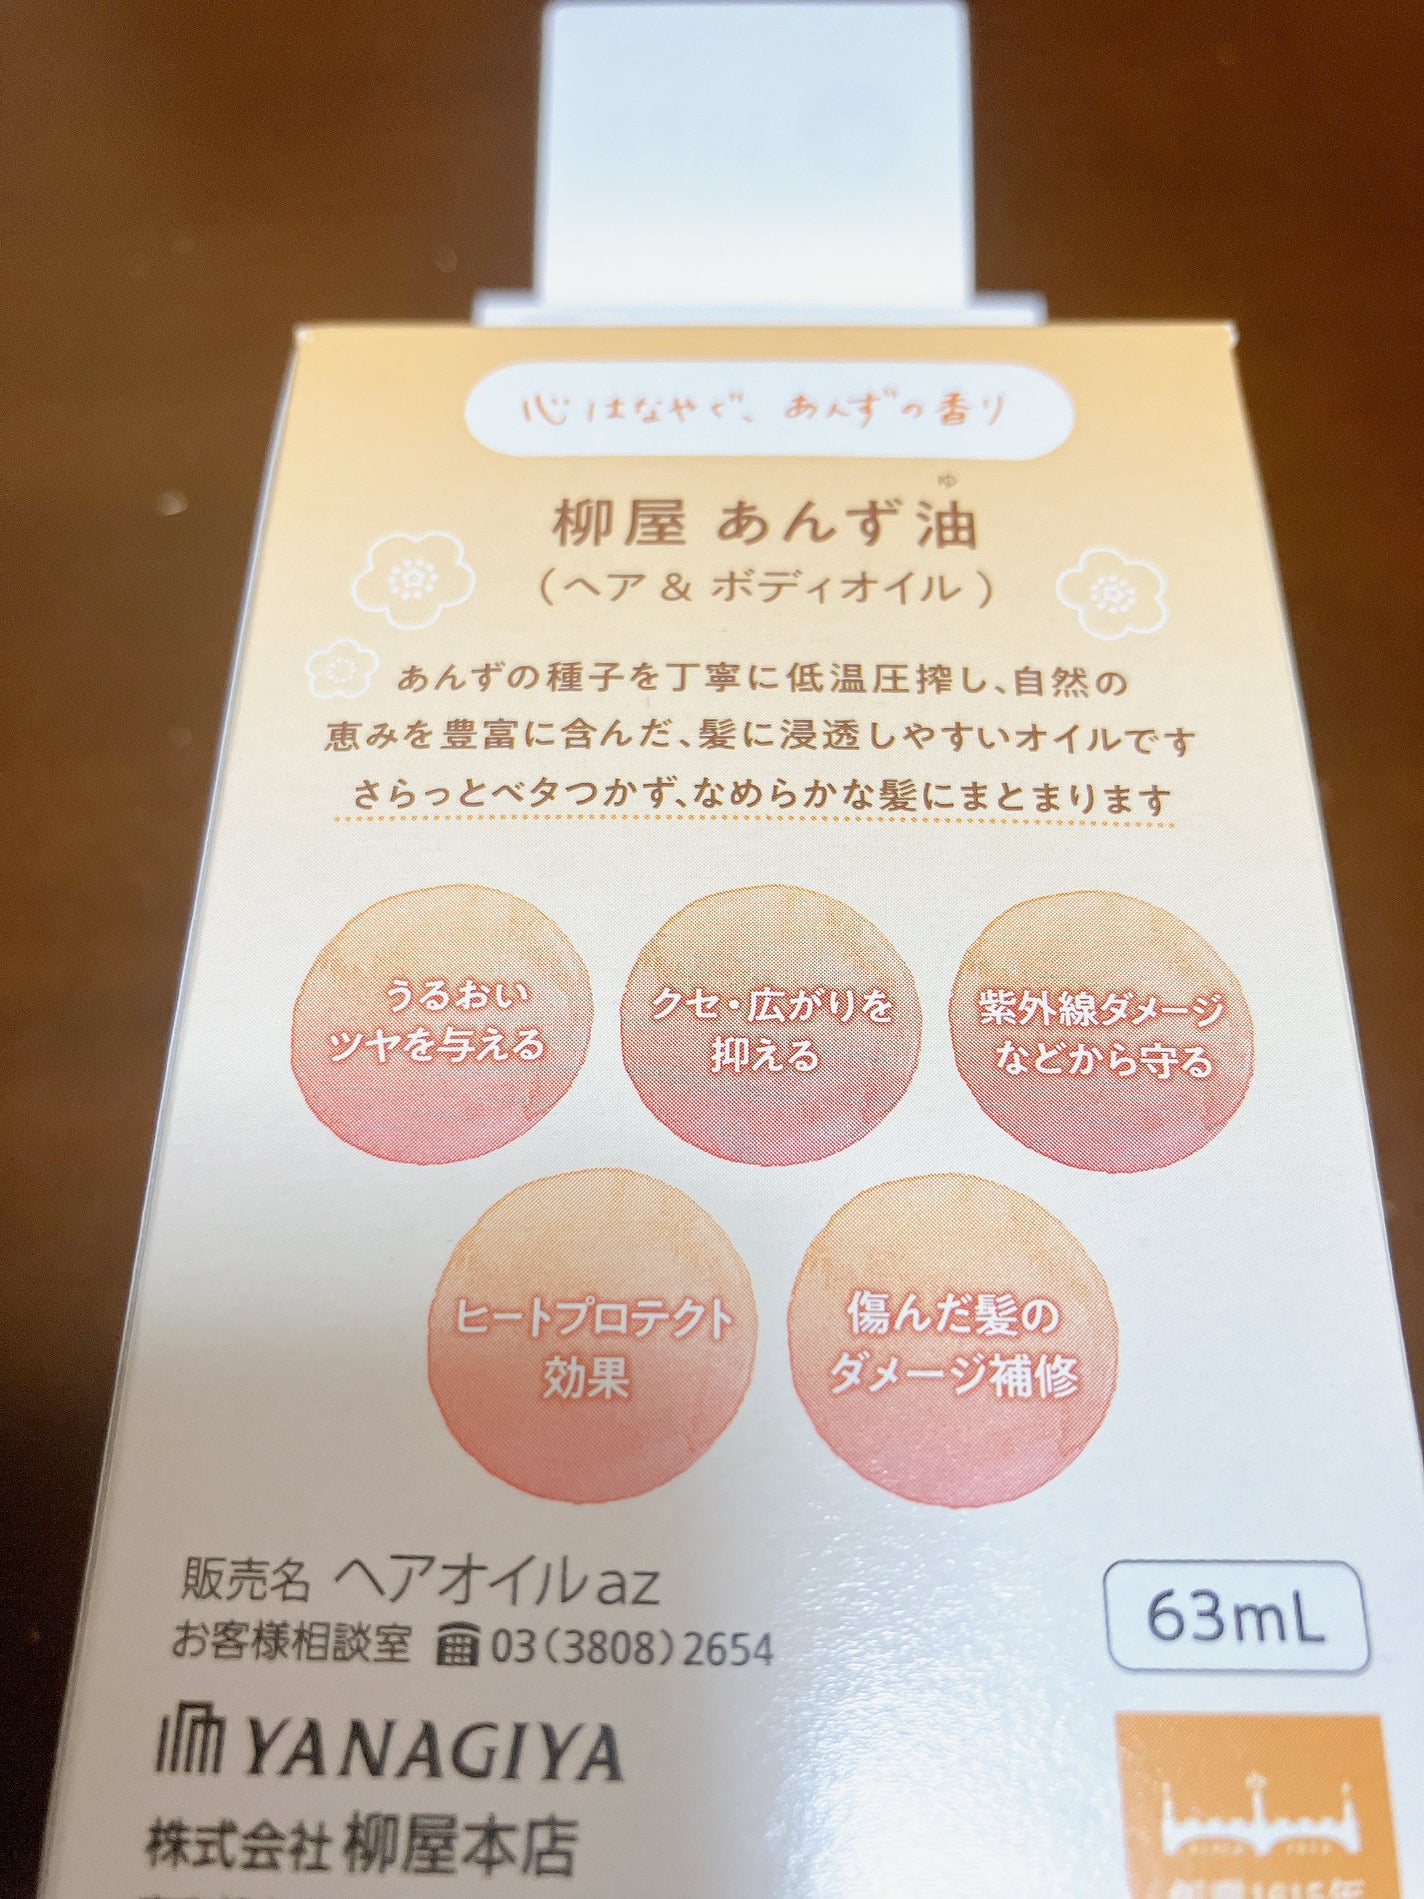 心はなやぐ、あんずの香り
ゆ
柳屋 あんず油
(ヘア & ボディオイル)
あんずの種子を丁寧に低温圧搾し、自然の
恵みを豊富に含んだ、髪に浸透しやすいオイルです
さらっとベタつかず、なめらかな髪にまとまります
うるおい
ツヤを与える
クセ・広がりを
抑える
紫外線ダメージ
などから守る
ヒートプロテクト
効果
傷んだ髪の
ダメージ補修
販売名 ヘアオイルaz
63mL
お客様相談室 ☎03(3808)2654
YANAGIYA
株式会社 柳屋本店